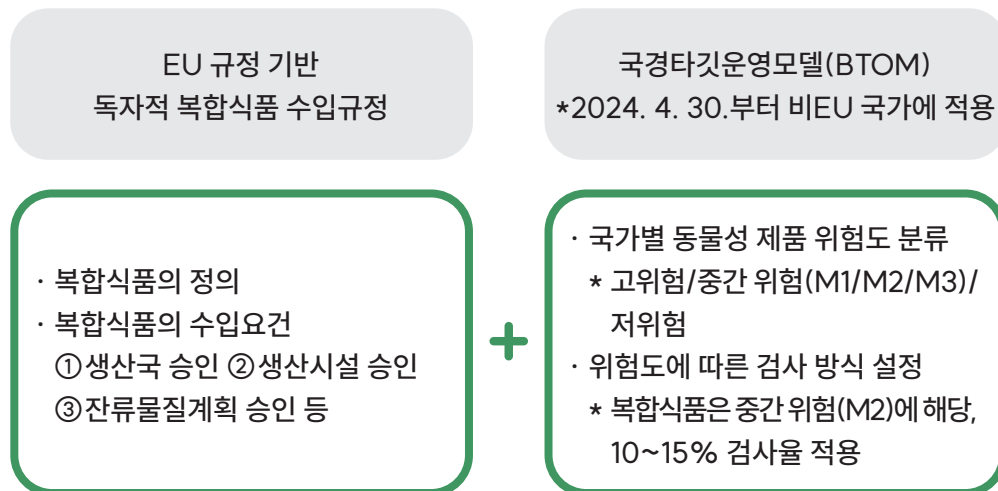 EU 규정 기반
독자적 복합식품 수입규정
국경타깃운영모델(BTOM)
*2024. 4. 30.부터 비EU 국가에 적용
· 복합식품의 정의
· 복합식품의 수입요건
①생산국 승인 ②생산시설 승인
③잔류물질계획 승인 등
+
· 국가별 동물성 제품 위험도 분류
* 고위험/중간 위험(M1/M2/M3)/
저위험
· 위험도에 따른 검사 방식 설정
* 복합식품은 중간 위험(M2)에 해당,
10~15% 검사율 적용